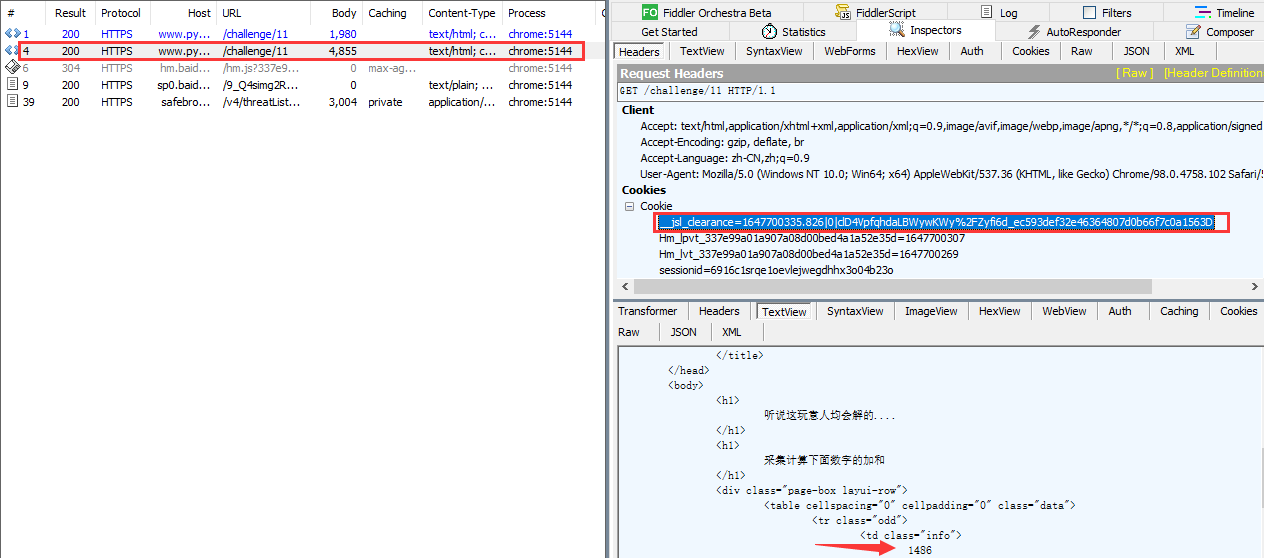 # Result Protocol Host URL Body Caching Content-Type Process
1 200 HTTPS www.py... /challenge/11 1,980 text/html; c... chrome:5144
4 200 HTTPS www.py... /challenge/11 4,855 text/html; c... chrome:5144
6 304 HTTPS hm.baid... /hm.js?337e9... 0 max-ag... chrome:5144
9 200 HTTPS sp0.baid... /9_Q4simg2R... 0 text/plain; ... chrome:5144
39 200 HTTPS safebro... /v4/threatList... 3,004 private application/... chrome:5144
FO Fiddler Orchestra Beta JS FiddlerScript Log Filters Timeline
Get Started Statistics Inspectors AutoResponder Composer
Headers TextView SyntaxView WebForms HexView Auth Cookies Raw JSON XML
Request Headers [ Raw ] [Header Definition
GET /challenge/11 HTTP/1.1
Client
Accept: text/html,application/xhtml+xml,application/xml;q=0.9,image/avif,image/webp,image/apng,*/*;q=0.8,application/signed
Accept-Encoding: gzip, deflate, br
Accept-Language: zh-CN,zh;q=0.9
User-Agent: Mozilla/5.0 (Windows NT 10.0; Win64; x64) AppleWebKit/537.36 (KHTML, like Gecko) Chrome/98.0.4758.102 Safari/5
Cookies
Cookie
__jsl_clearance=1647700335.826|0|dD4VpfqhdaLBWywKWy%2FZyfi6d_ec593def32e46364807d0b66f7c0a1563D
Hm_lpvt_337e99a01a907a08d00bed4a1a52e35d=1647700307
Hm_lvt_337e99a01a907a08d00bed4a1a52e35d=1647700269
sessionid=6916c1srqe1oevlejwegdhhx3o04b23o
Transformer Headers TextView SyntaxView ImageView HexView WebView Auth Caching Cookies
Raw JSON XML
</title>
</head>
<body>
<h1>
听说这玩意人均会解的....
</h1>
<h1>
采集计算下面数字的加和
</h1>
<div class="page-box layui-row">
<table cellspacing="0" cellpadding="0" class="data">
<tr class="odd">
<td class="info">
1486